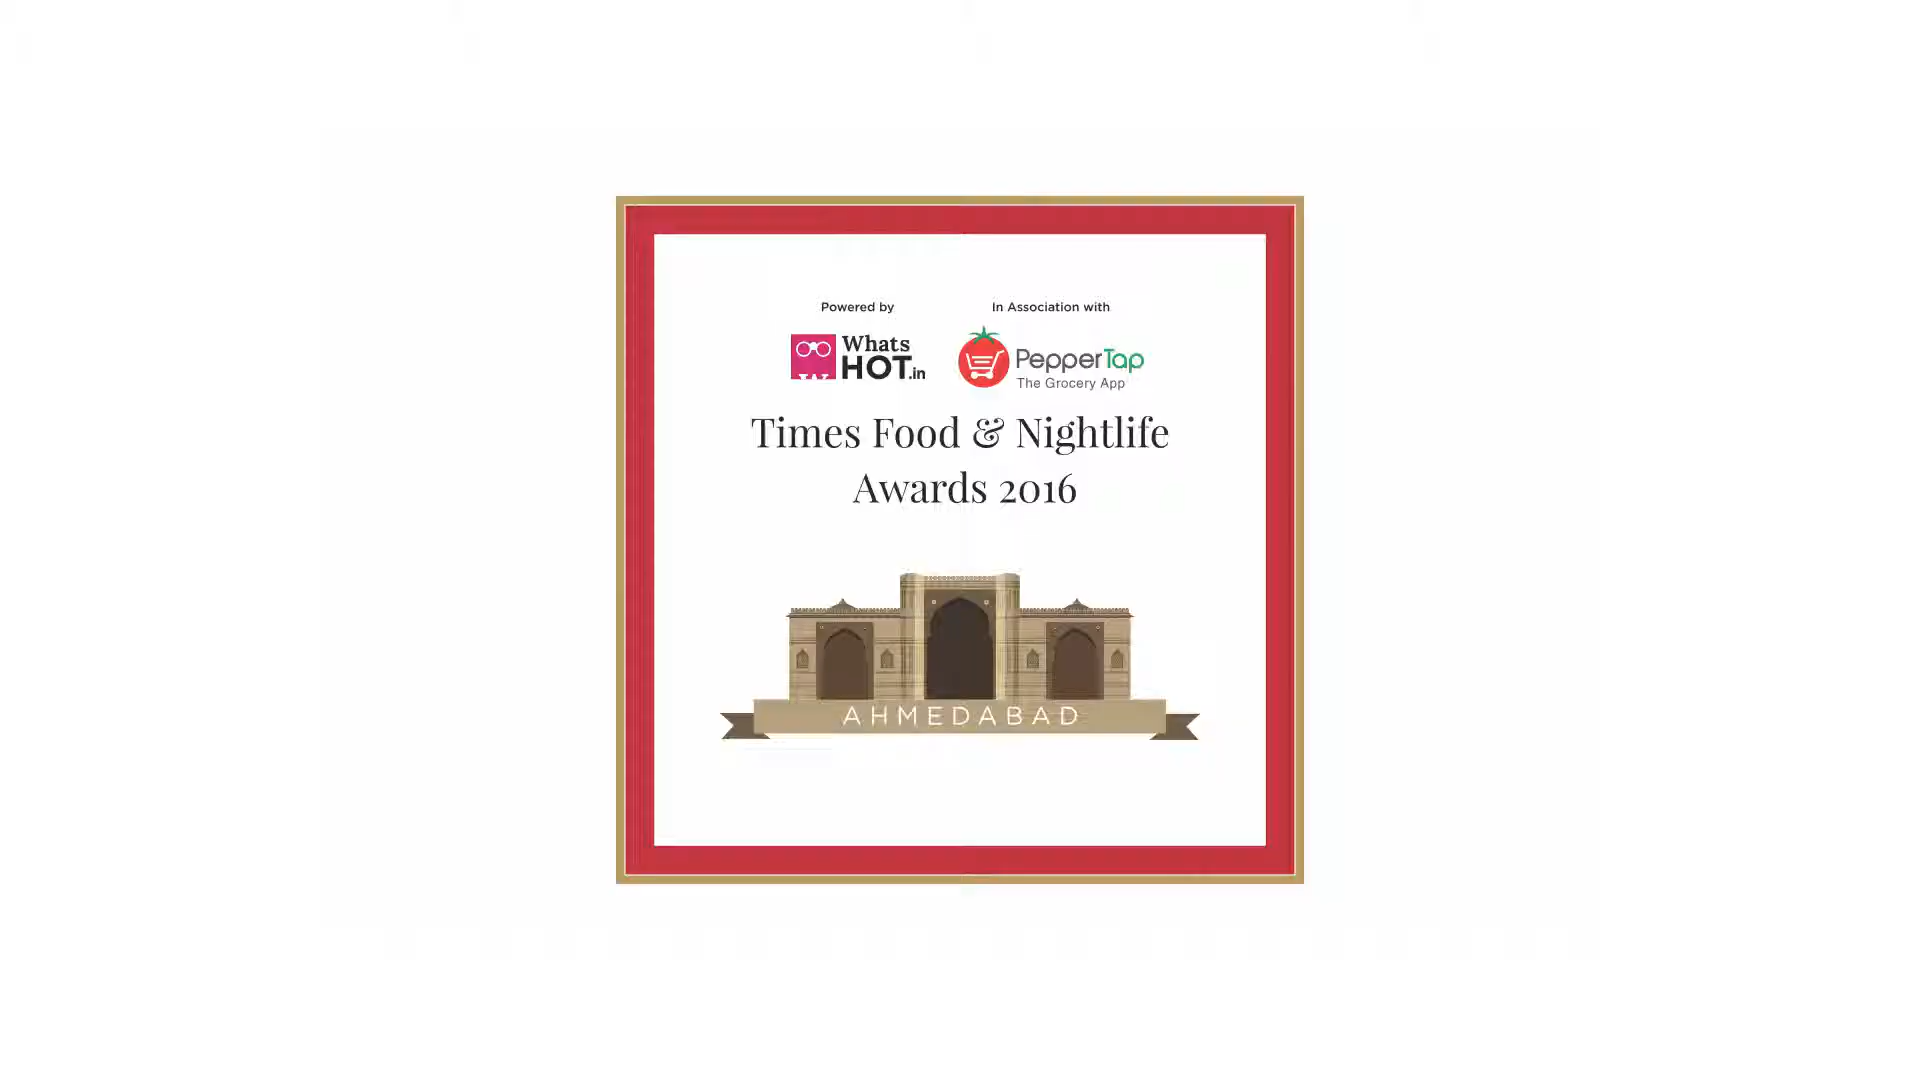 Powered by
In Association with
Whats
HOT.in
PepperTap
The Grocery App
Times Food & Nightlife
Awards 2016
AHMEDABAD